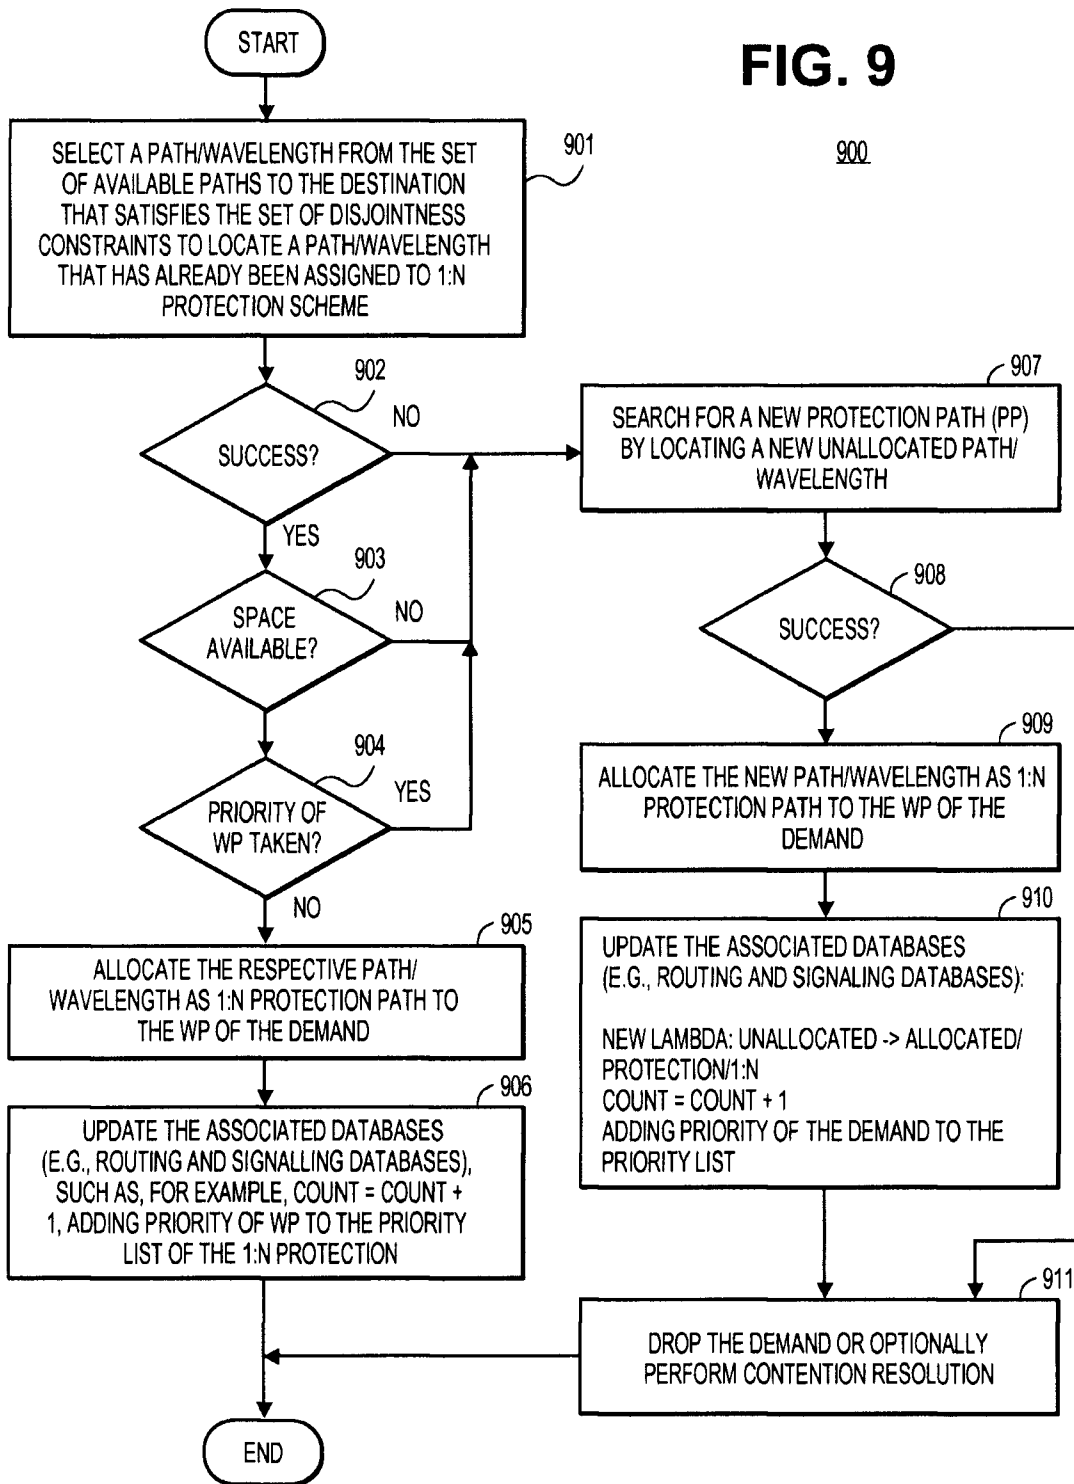 START
FIG. 9
900
901
SELECT A PATH/WAVELENGTH FROM THE SET
OF AVAILABLE PATHS TO THE DESTINATION
THAT SATISFIES THE SET OF DISJOINTNESS
CONSTRAINTS TO LOCATE A PATH/WAVELENGTH
THAT HAS ALREADY BEEN ASSIGNED TO 1:N
PROTECTION SCHEME
902
SUCCESS?
NO
YES
903
SPACE
AVAILABLE?
NO
904
PRIORITY OF
WP TAKEN?
YES
NO
905
ALLOCATE THE RESPECTIVE PATH/
WAVELENGTH AS 1:N PROTECTION PATH TO
THE WP OF THE DEMAND
906
UPDATE THE ASSOCIATED DATABASES
(E.G., ROUTING AND SIGNALLING DATABASES),
SUCH AS, FOR EXAMPLE, COUNT = COUNT +
1, ADDING PRIORITY OF WP TO THE PRIORITY
LIST OF THE 1:N PROTECTION
907
SEARCH FOR A NEW PROTECTION PATH (PP)
BY LOCATING A NEW UNALLOCATED PATH/
WAVELENGTH
908
SUCCESS?
909
ALLOCATE THE NEW PATH/WAVELENGTH AS 1:N
PROTECTION PATH TO THE WP OF THE
DEMAND
910
UPDATE THE ASSOCIATED DATABASES
(E.G., ROUTING AND SIGNALING DATABASES):
NEW LAMBDA: UNALLOCATED -> ALLOCATED/
PROTECTION/1:N
COUNT = COUNT + 1
ADDING PRIORITY OF THE DEMAND TO THE
PRIORITY LIST
911
DROP THE DEMAND OR OPTIONALLY
PERFORM CONTENTION RESOLUTION
END